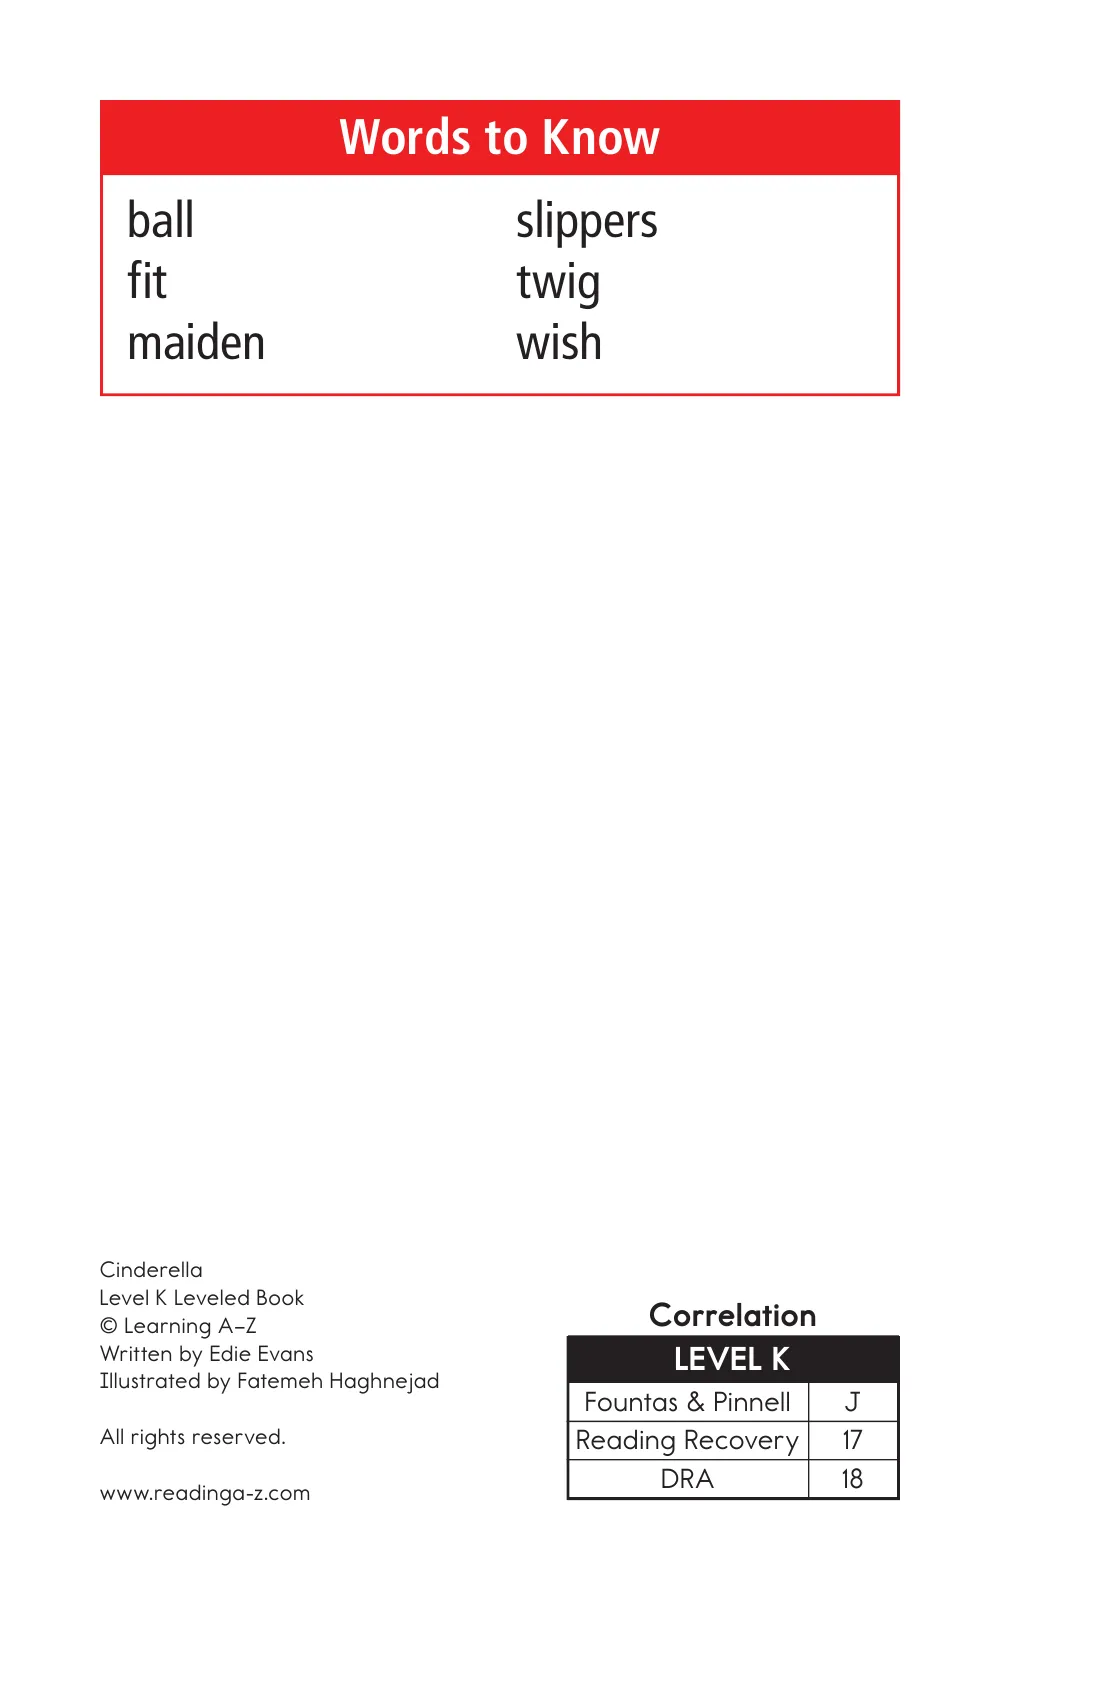 Words to Know
ball
fit
maiden
slippers
twig
wish
Cinderella
Level K Leveled Book
© Learning A–Z
Written by Edie Evans
Illustrated by Fatemeh Haghnejad
All rights reserved.
www.readinga-z.com
Correlation
LEVEL K
Fountas & Pinnell J
Reading Recovery 17
DRA 18